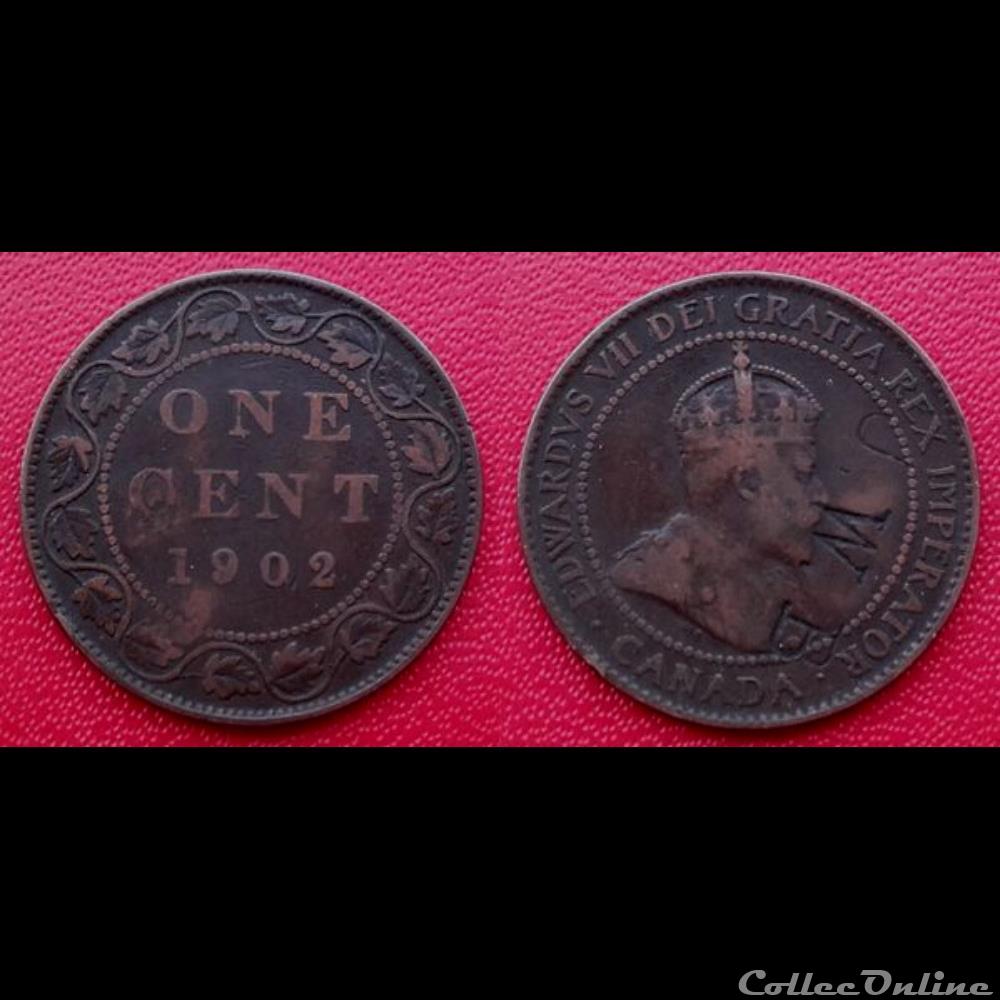 ONE
CENT
1902
EDWARDVS VII DEI GRATIA REX IMPERATOR
CANADA
W
CollecOnline